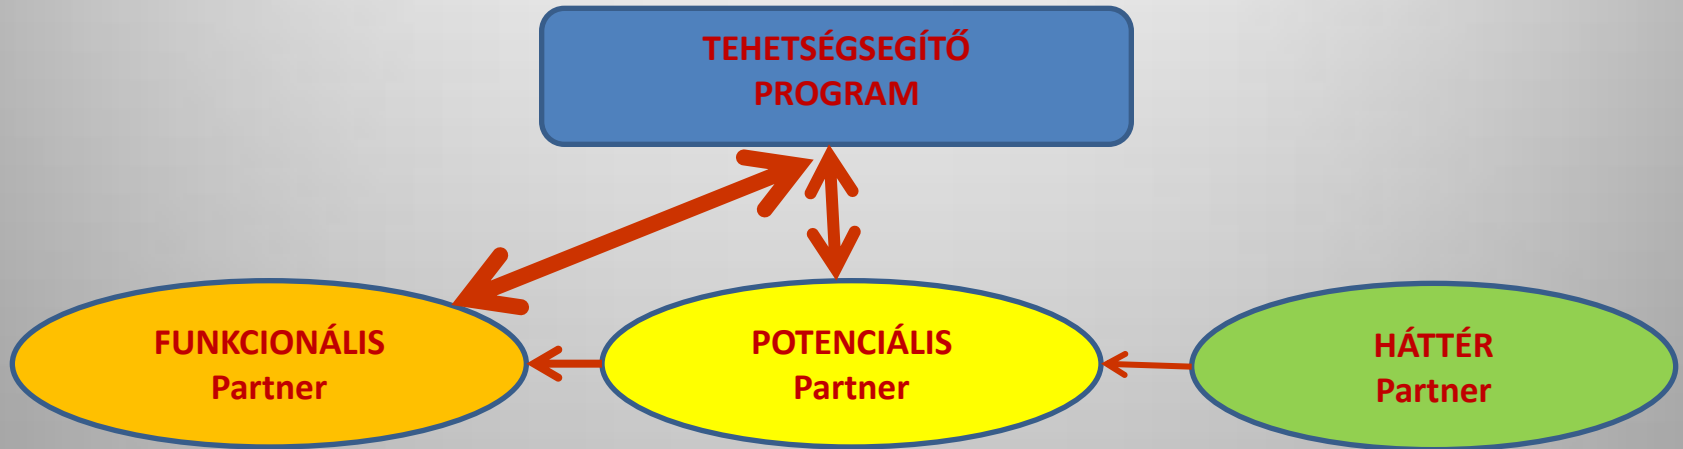 TEHETSÉGSEGÍTŐ
PROGRAM
FUNKCIONÁLIS
Partner
POTENCIÁLIS
Partner
HÁTTÉR
Partner